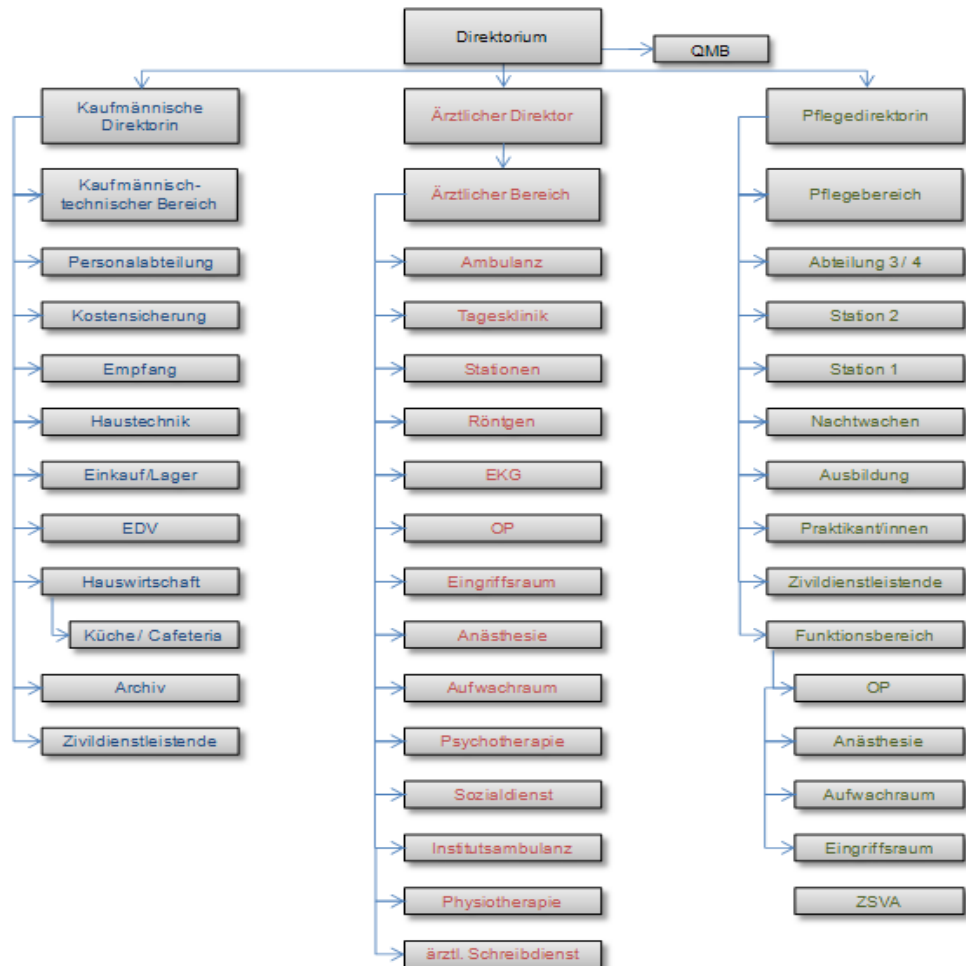 Direktorium
QMB
Kaufmännische
Direktorin
Kaufmännisch-
technischer Bereich
Personalabteilung
Kostensicherung
Empfang
Haustechnik
Einkauf/Lager
EDV
Hauswirtschaft
Küche / Cafeteria
Archiv
Zivildienstleistende
Ärztlicher Direktor
Ärztlicher Bereich
Ambulanz
Tagesklinik
Stationen
Röntgen
EKG
OP
Eingriffsraum
Anästhesie
Aufwachraum
Psychotherapie
Sozialdienst
Institutsambulanz
Physiotherapie
ärztl. Schreibdienst
Pflegedirektorin
Pflegebereich
Abteilung 3 / 4
Station 2
Station 1
Nachtwachen
Ausbildung
Praktikant/innen
Zivildienstleistende
Funktionsbereich
OP
Anästhesie
Aufwachraum
Eingriffsraum
ZSVA